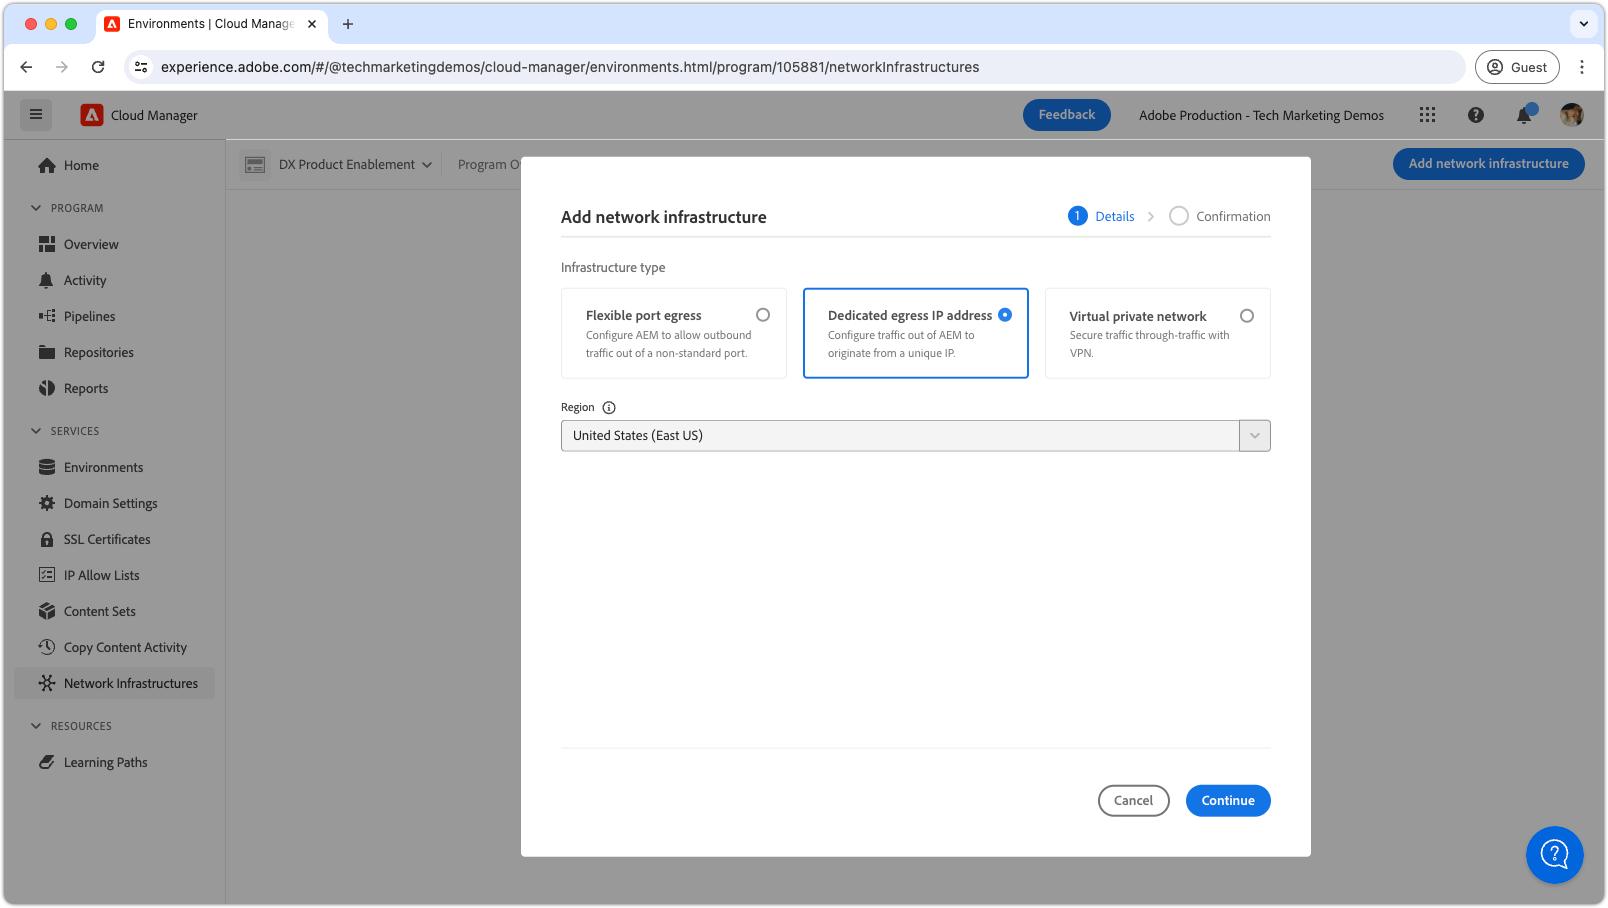 Environments | Cloud Manage
experience.adobe.com/#/@techmarketingdemos/cloud-manager/environments.html/program/105881/networkInfrastructures
Guest
Cloud Manager
Feedback
Adobe Production - Tech Marketing Demos
Home
PROGRAM
Overview
Activity
Pipelines
Repositories
Reports
SERVICES
Environments
Domain Settings
SSL Certificates
IP Allow Lists
Content Sets
Copy Content Activity
Network Infrastructures
RESOURCES
Learning Paths
DX Product Enablement
Program O
Add network infrastructure
Add network infrastructure
1 Details
Confirmation
Infrastructure type
Flexible port egress
Configure AEM to allow outbound
traffic out of a non-standard port.
Dedicated egress IP address
Configure traffic out of AEM to
originate from a unique IP.
Virtual private network
Secure traffic through-traffic with
VPN.
Region
United States (East US)
Cancel
Continue